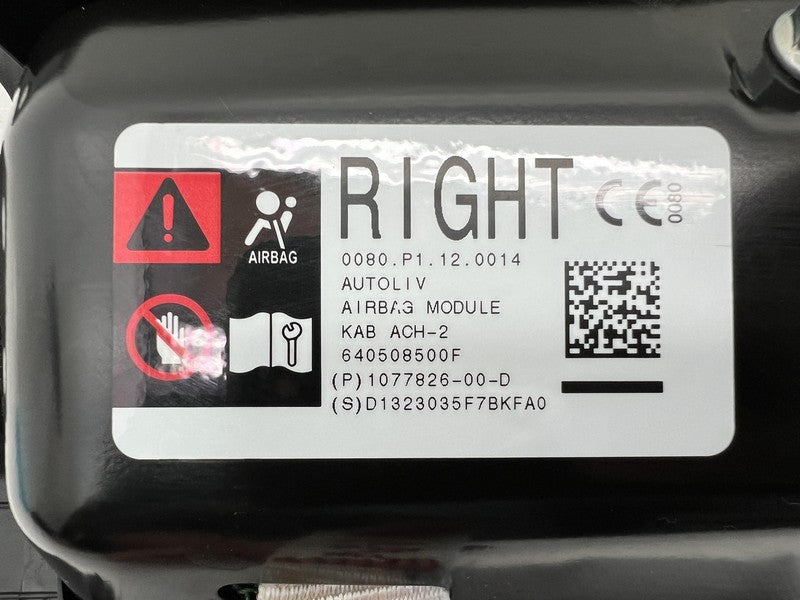 RIGHT CE 0080
AIRBAG
0080.P1.12.0014
AUTOLIV
AIRBAG MODULE
KAB ACH-2
640508500F
(P)1077826-00-D
(S)D1323035F7BKFA0